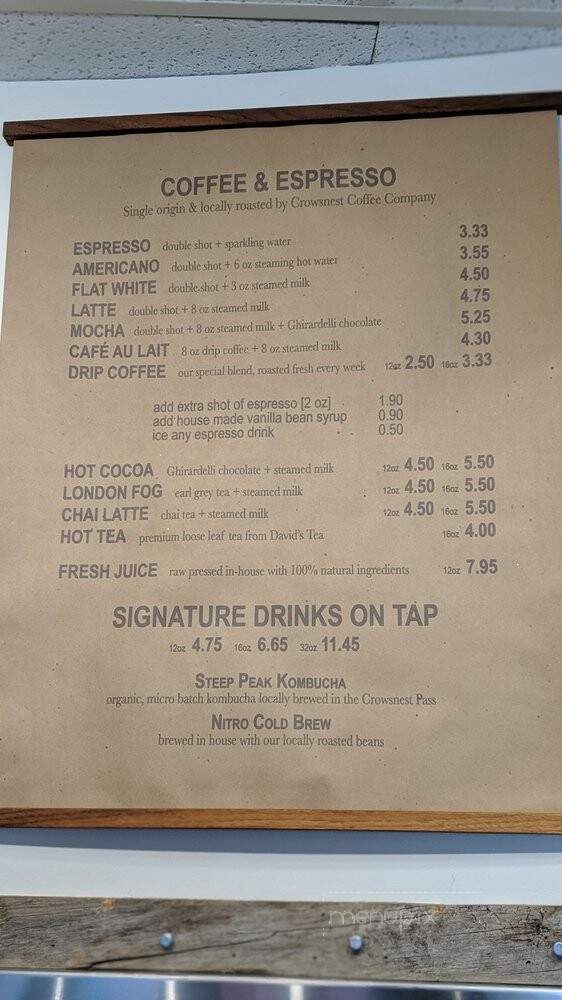 COFFEE & ESPRESSO
Single origin & locally roasted by Crowsnest Coffee Company
ESPRESSO double shot + sparkling water 3.33
AMERICANO double shot + 6 oz steaming hot water 3.55
FLAT WHITE double shot + 3 oz steamed milk 4.50
LATTE double shot + 8 oz steamed milk 4.75
MOCHA double shot + 8 oz steamed milk + Ghirardelli chocolate 5.25
CAFÉ AU LAIT 8 oz drip coffee + 8 oz steamed milk 4.30
DRIP COFFEE our special blend, roasted fresh every week 12oz 2.50 16oz 3.33
add extra shot of espresso [2 oz] 1.90
add house made vanilla bean syrup 0.90
ice any espresso drink 0.50
HOT COCOA Ghirardelli chocolate + steamed milk 12oz 4.50 16oz 5.50
LONDON FOG earl grey tea + steamed milk 12oz 4.50 16oz 5.50
CHAI LATTE chai tea + steamed milk 12oz 4.50 16oz 5.50
HOT TEA premium loose leaf tea from David's Tea 16oz 4.00
FRESH JUICE raw pressed in-house with 100% natural ingredients 12oz 7.95
SIGNATURE DRINKS ON TAP
12oz 4.75 16oz 6.65 32oz 11.45
STEEP PEAK KOMBUCHA
organic, micro batch kombucha locally brewed in the Crowsnest Pass
NITRO COLD BREW
brewed in house with our locally roasted beans
menupix